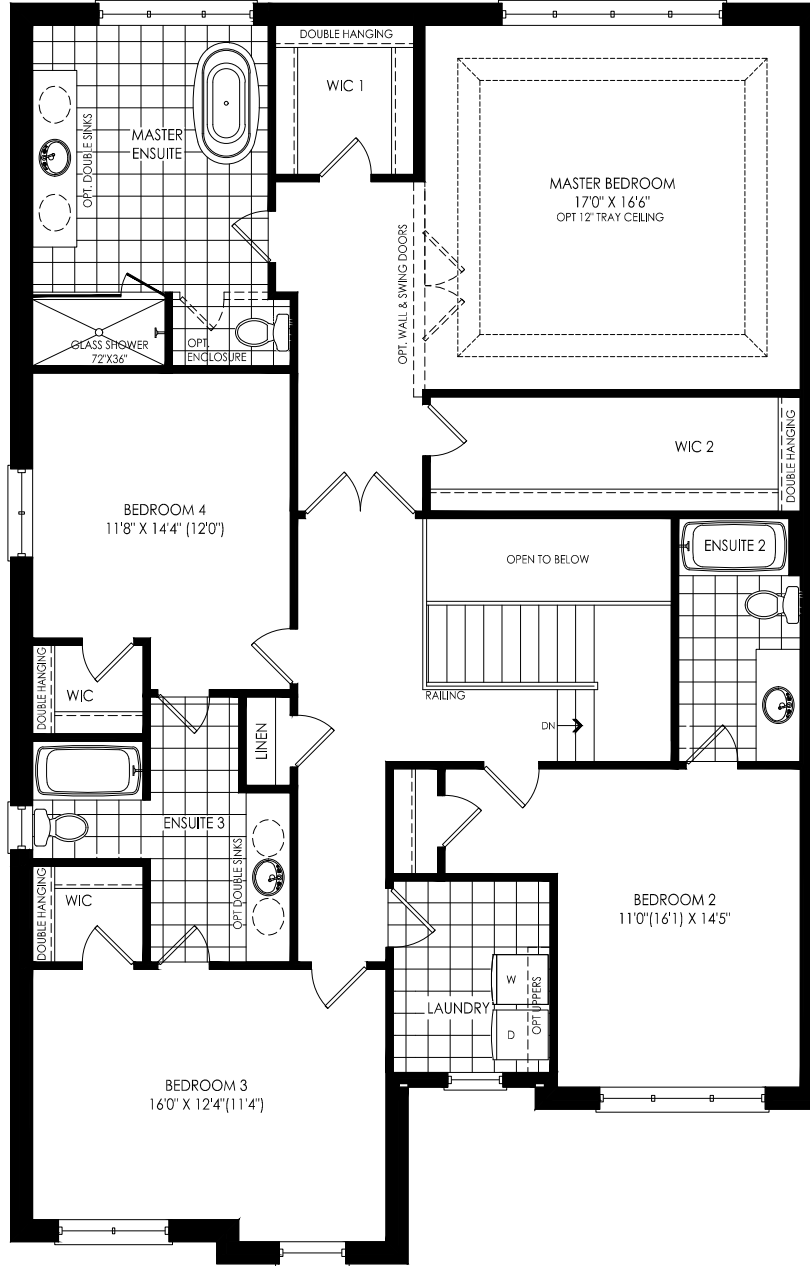 DOUBLE HANGING
WIC 1
OPT. DOUBLE SINKS
MASTER
ENSUITE
MASTER BEDROOM
17'0" X 16'6"
OPT 12" TRAY CEILING
OPT. WALL & SWING DOORS
GLASS SHOWER
72"X36"
OPT.
ENCLOSURE
WIC 2
DOUBLE HANGING
BEDROOM 4
11'8" X 14'4" (12'0")
OPEN TO BELOW
ENSUITE 2
DOUBLE HANGING
WIC
RAILING
LINEN
DN
ENSUITE 3
OPT DOUBLE SINKS
DOUBLE HANGING
WIC
BEDROOM 2
11'0"(16'1) X 14'5"
W
LAUNDRY
OPT UPPERS
D
BEDROOM 3
16'0" X 12'4"(11'4")